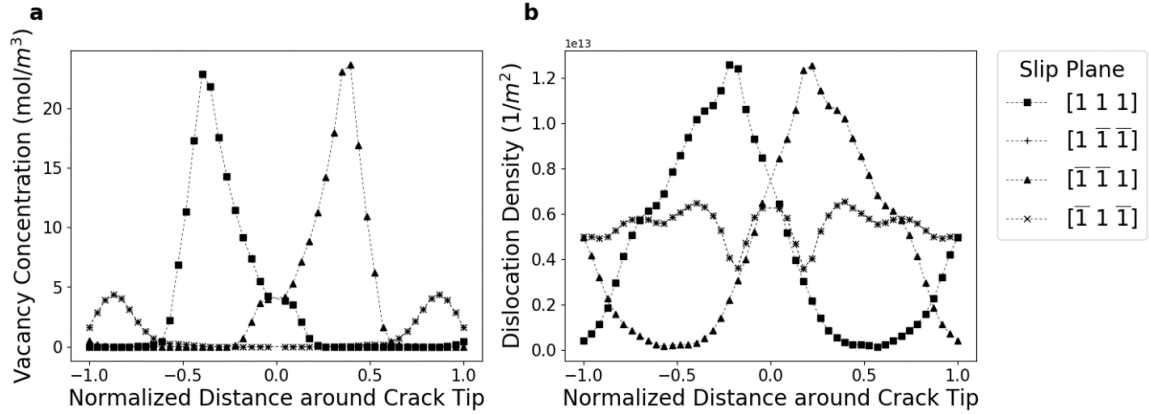 a
Vacancy Concentration (mol/m³)
20
15
10
5
0
−1.0 −0.5 0.0 0.5 1.0
Normalized Distance around Crack Tip
b
1e13
Dislocation Density (1/m²)
1.2
1.0
0.8
0.6
0.4
0.2
0.0
−1.0 −0.5 0.0 0.5 1.0
Normalized Distance around Crack Tip
Slip Plane
[1 1 1]
[1 1̅ 1̅]
[1̅ 1̅ 1]
[1̅ 1 1̅]